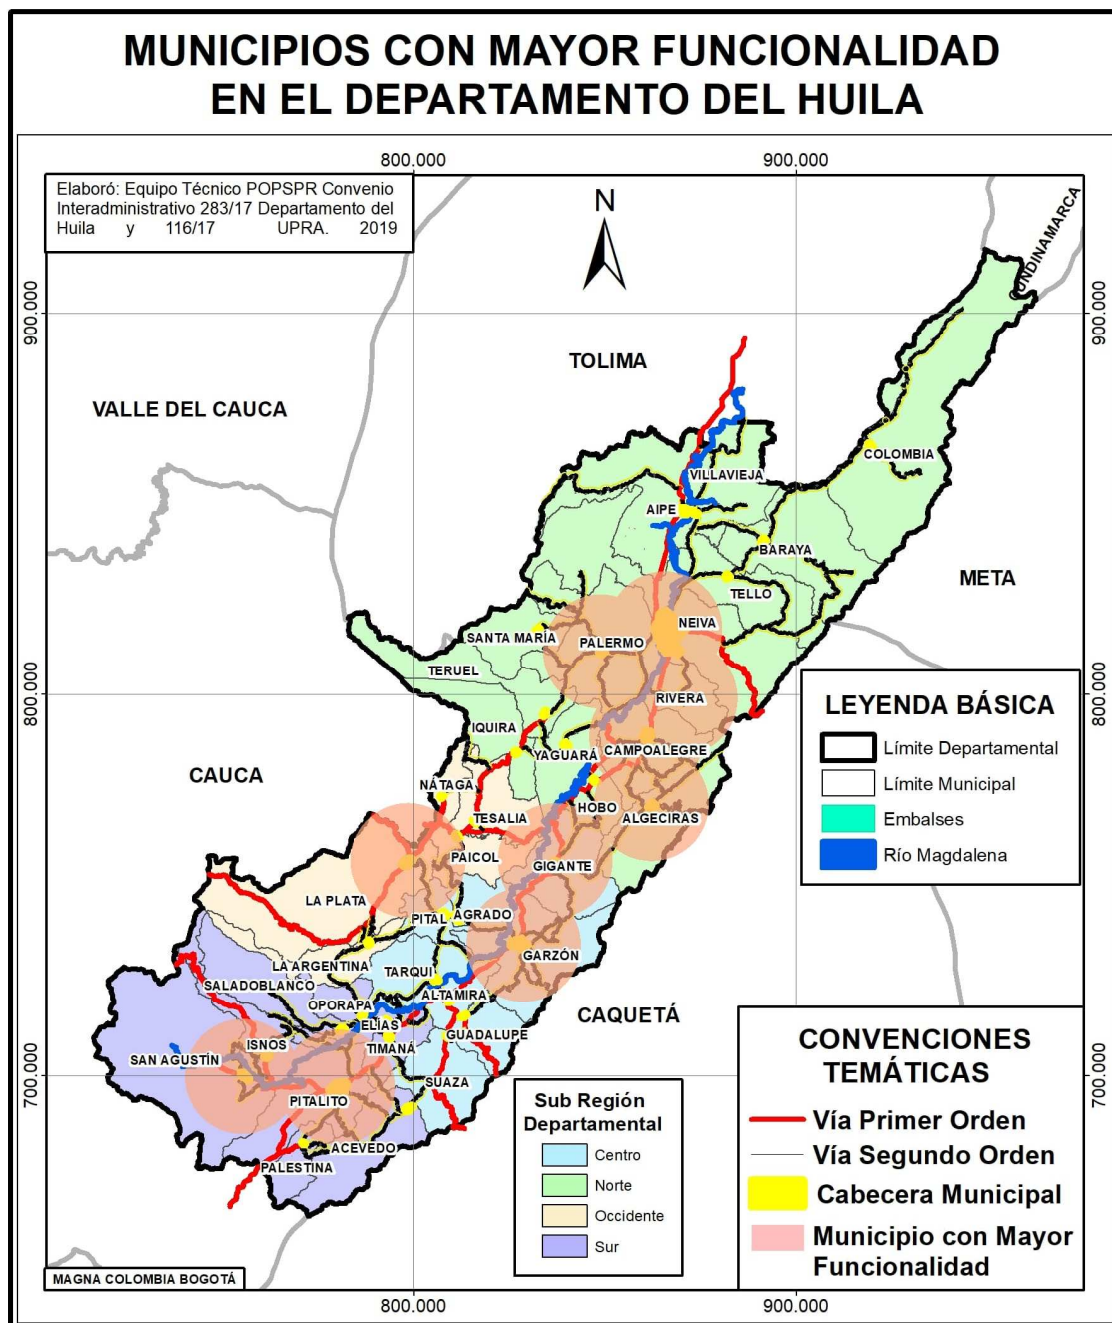 MUNICIPIOS CON MAYOR FUNCIONALIDAD
EN EL DEPARTAMENTO DEL HUILA
800.000
900.000
Elaboró: Equipo Técnico POPSPR Convenio
Interadministrativo 283/17 Departamento del
Huila y 116/17 UPRA. 2019
N
CUNDINAMARCA
900.000
900.000
TOLIMA
VALLE DEL CAUCA
COLOMBIA
VILLAVIEJA
AIPE
BARAYA
META
TELLO
NEIVA
SANTA MARÍA
PALERMO
TERUEL
800.000
800.000
RIVERA
IQUIRA
YAGUARÁ
CAMPOALEGRE
CAUCA
NÁTAGA
HOBO
TESALIA
ALGECIRAS
PAICOL
GIGANTE
LA PLATA
PITAL
AGRADO
GARZÓN
LA ARGENTINA
TARQUI
SALADOBLANCO
ALTAMIRA
OPORAPA
CAQUETÁ
ELÍAS
GUADALUPE
ISNOS
TIMANÁ
SAN AGUSTÍN
700.000
700.000
SUAZA
PITALITO
ACEVEDO
PALESTINA
LEYENDA BÁSICA
Límite Departamental
Límite Municipal
Embalses
Río Magdalena
CONVENCIONES
TEMÁTICAS
Vía Primer Orden
Vía Segundo Orden
Cabecera Municipal
Municipio con Mayor
Funcionalidad
Sub Región
Departamental
Centro
Norte
Occidente
Sur
MAGNA COLOMBIA BOGOTÁ
800.000
900.000